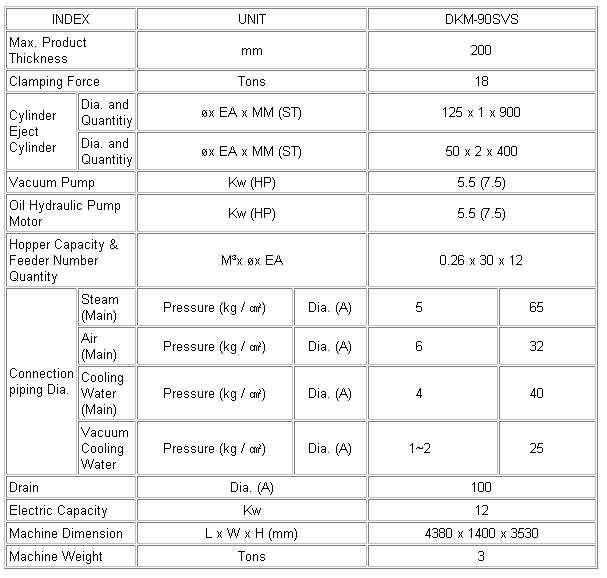 INDEX UNIT DKM-90SVS
Max. Product
Thickness mm 200
Clamping Force Tons 18
Cylinder
Eject
Cylinder
Dia. and
Quantitiy øx EA x MM (ST) 125 x 1 x 900
Dia. and
Quantitiy øx EA x MM (ST) 50 x 2 x 400
Vacuum Pump Kw (HP) 5.5 (7.5)
Oil Hydraulic Pump
Motor Kw (HP) 5.5 (7.5)
Hopper Capacity &
Feeder Number
Quantity M³x øx EA 0.26 x 30 x 12
Connection
piping Dia.
Steam
(Main) Pressure (kg / ㎠) Dia. (A) 5 65
Air
(Main) Pressure (kg / ㎠) Dia. (A) 6 32
Cooling
Water
(Main) Pressure (kg / ㎠) Dia. (A) 4 40
Vacuum
Cooling
Water Pressure (kg / ㎠) Dia. (A) 1~2 25
Drain Dia. (A) 100
Electric Capacity Kw 12
Machine Dimension L x W x H (mm) 4380 x 1400 x 3530
Machine Weight Tons 3